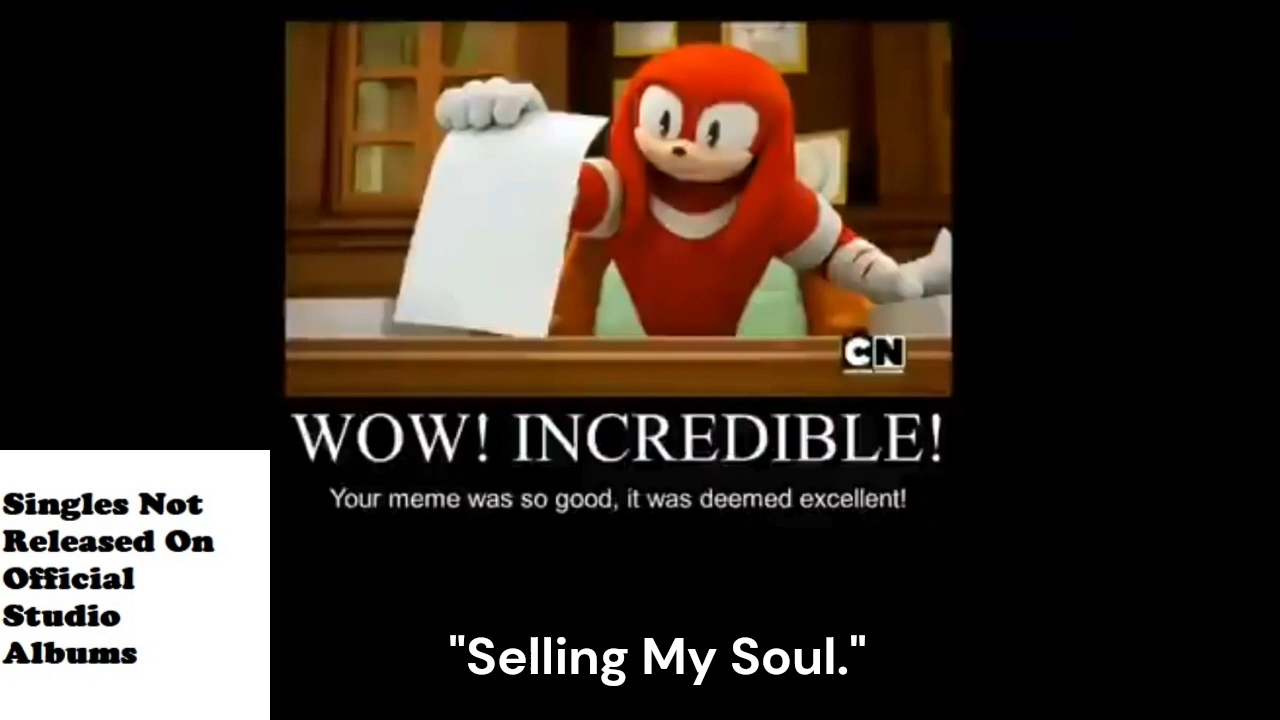 CN
WOW! INCREDIBLE!
Your meme was so good, it was deemed excellent!
Singles Not
Released On
Official
Studio
Albums
"Selling My Soul."